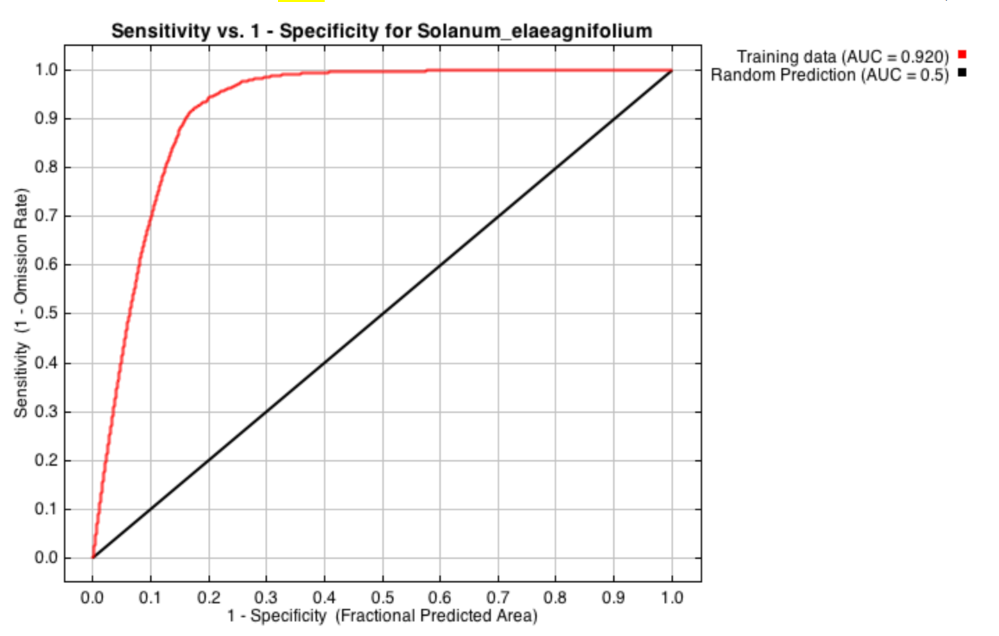 Sensitivity vs. 1 - Specificity for Solanum_elaeagnifolium
Training data (AUC = 0.920)
Random Prediction (AUC = 0.5)
Sensitivity (1 - Omission Rate)
1.0
0.9
0.8
0.7
0.6
0.5
0.4
0.3
0.2
0.1
0.0
0.0 0.1 0.2 0.3 0.4 0.5 0.6 0.7 0.8 0.9 1.0
1 - Specificity (Fractional Predicted Area)